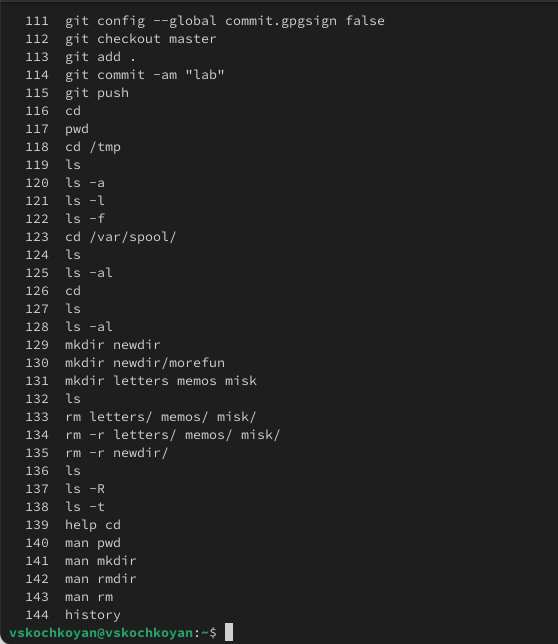 111  git config --global commit.gpgsign false
112  git checkout master
113  git add .
114  git commit -am "lab"
115  git push
116  cd
117  pwd
118  cd /tmp
119  ls
120  ls -a
121  ls -l
122  ls -f
123  cd /var/spool/
124  ls
125  ls -al
126  cd
127  ls
128  ls -al
129  mkdir newdir
130  mkdir newdir/morefun
131  mkdir letters memos misk
132  ls
133  rm letters/ memos/ misk/
134  rm -r letters/ memos/ misk/
135  rm -r newdir/
136  ls
137  ls -R
138  ls -t
139  help cd
140  man pwd
141  man mkdir
142  man rmdir
143  man rm
144  history
vskochkoyan@vskochkoyan:~$